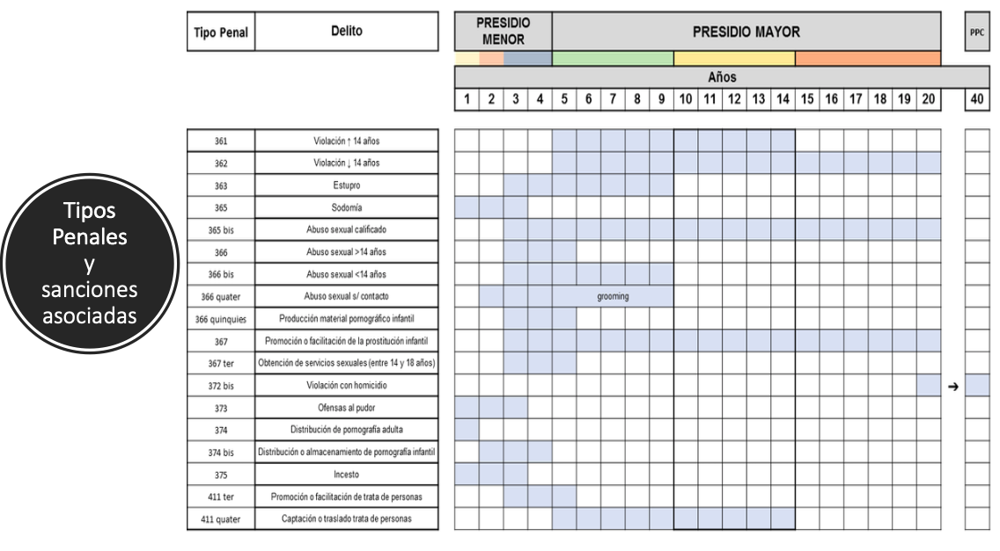 Tipos
Penales
y
sanciones
asociadas
Tipo Penal Delito PRESIDIO MENOR PRESIDIO MAYOR PPC
Años
1 2 3 4 5 6 7 8 9 10 11 12 13 14 15 16 17 18 19 20 40
361 Violación ↑ 14 años
362 Violación ↓ 14 años
363 Estupro
365 Sodomía
365 bis Abuso sexual calificado
366 Abuso sexual >14 años
366 bis Abuso sexual <14 años
366 quater Abuso sexual s/ contacto grooming
366 quinquies Producción material pornográfico infantil
367 Promoción o facilitación de la prostitución infantil
367 ter Obtención de servicios sexuales (entre 14 y 18 años)
372 bis Violación con homicidio ➔
373 Ofensas al pudor
374 Distribución de pornografía adulta
374 bis Distribución o almacenamiento de pornografía infantil
375 Incesto
411 ter Promoción o facilitación de trata de personas
411 quater Captación o traslado trata de personas